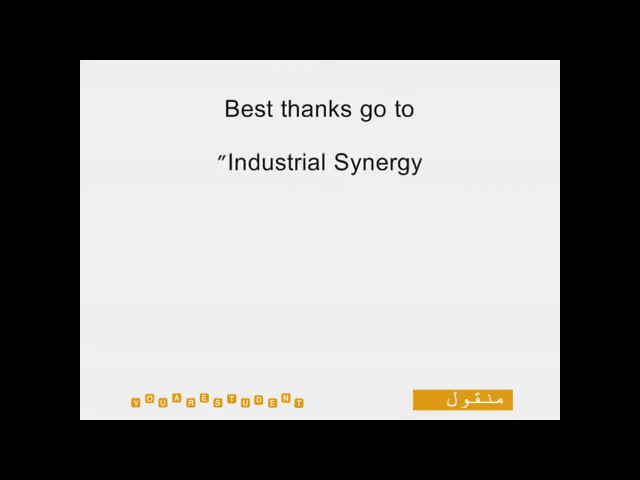 Best thanks go to
"Industrial Synergy
YOUARESTUDENT
منقول